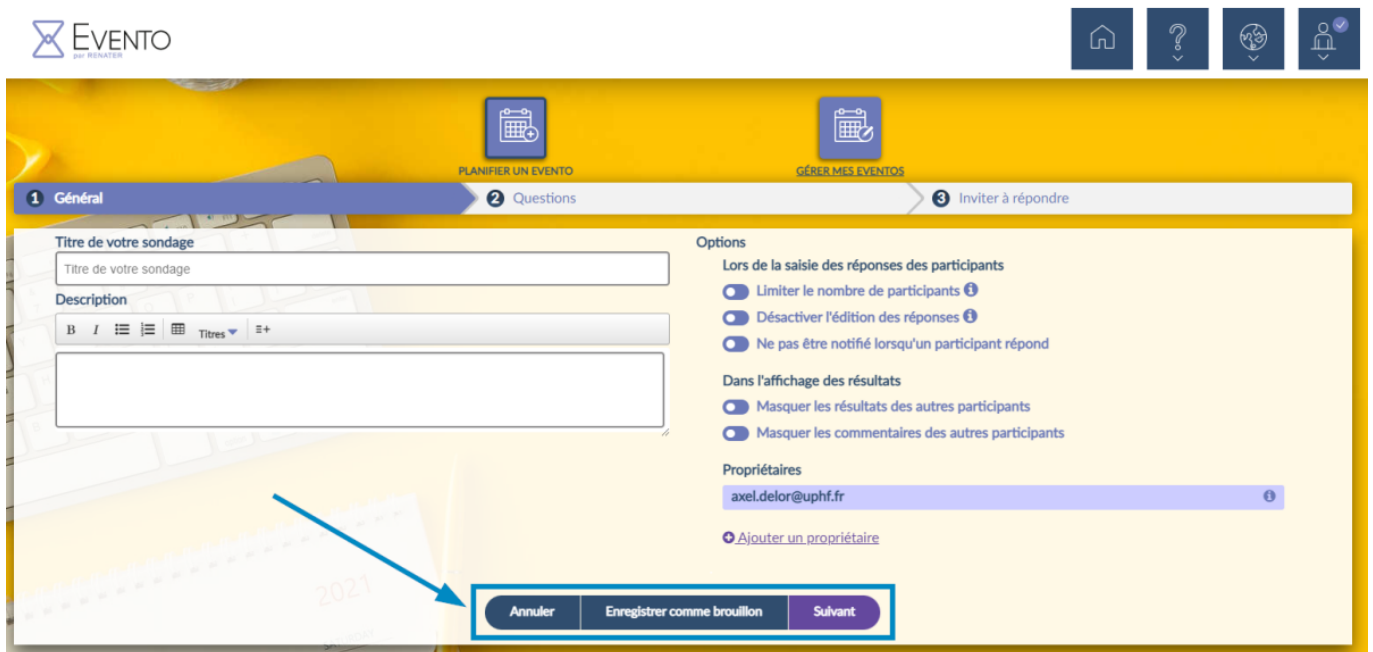 EVENTO
par RENATER
PLANIFIER UN EVENTO
GÉRER MES EVENTOS
1 Général
2 Questions
3 Inviter à répondre
Titre de votre sondage
Titre de votre sondage
Description
B I Titres
Options
Lors de la saisie des réponses des participants
Limiter le nombre de participants
Désactiver l'édition des réponses
Ne pas être notifié lorsqu'un participant répond
Dans l'affichage des résultats
Masquer les résultats des autres participants
Masquer les commentaires des autres participants
Propriétaires
axel.delor@uphf.fr
Ajouter un propriétaire
2021
Annuler Enregistrer comme brouillon Suivant